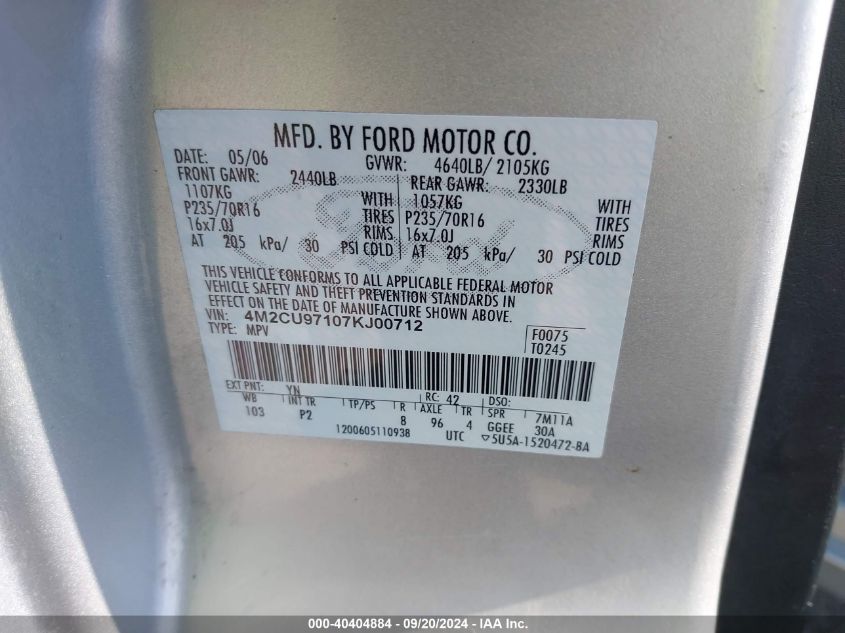 MFD. BY FORD MOTOR CO.
DATE: 05/06 GVWR: 4640LB/ 2105KG
FRONT GAWR: 2440LB REAR GAWR: 2330LB
1107KG WITH 1057KG WITH
P235/70R16 TIRES P235/70R16 TIRES
16x7.0J RIMS 16x7.0J RIMS
AT 205 kPa/ 30 PSI COLD AT 205 kPa/ 30 PSI COLD
Ford
THIS VEHICLE CONFORMS TO ALL APPLICABLE FEDERAL MOTOR
VEHICLE SAFETY AND THEFT PREVENTION STANDARDS IN
EFFECT ON THE DATE OF MANUFACTURE SHOWN ABOVE.
VIN: 4M2CU97107KJ00712
TYPE: MPV
F0075
T0245
EXT PNT: YN RC: 42 DSO:
WB INT TR TP/PS R AXLE TR SPR 7M11A
103 P2 8 96 4 GGEE 30A
1200605110938 UTC ▽5U5A-1520472-BA
000-40404884 - 09/20/2024 - IAA Inc.